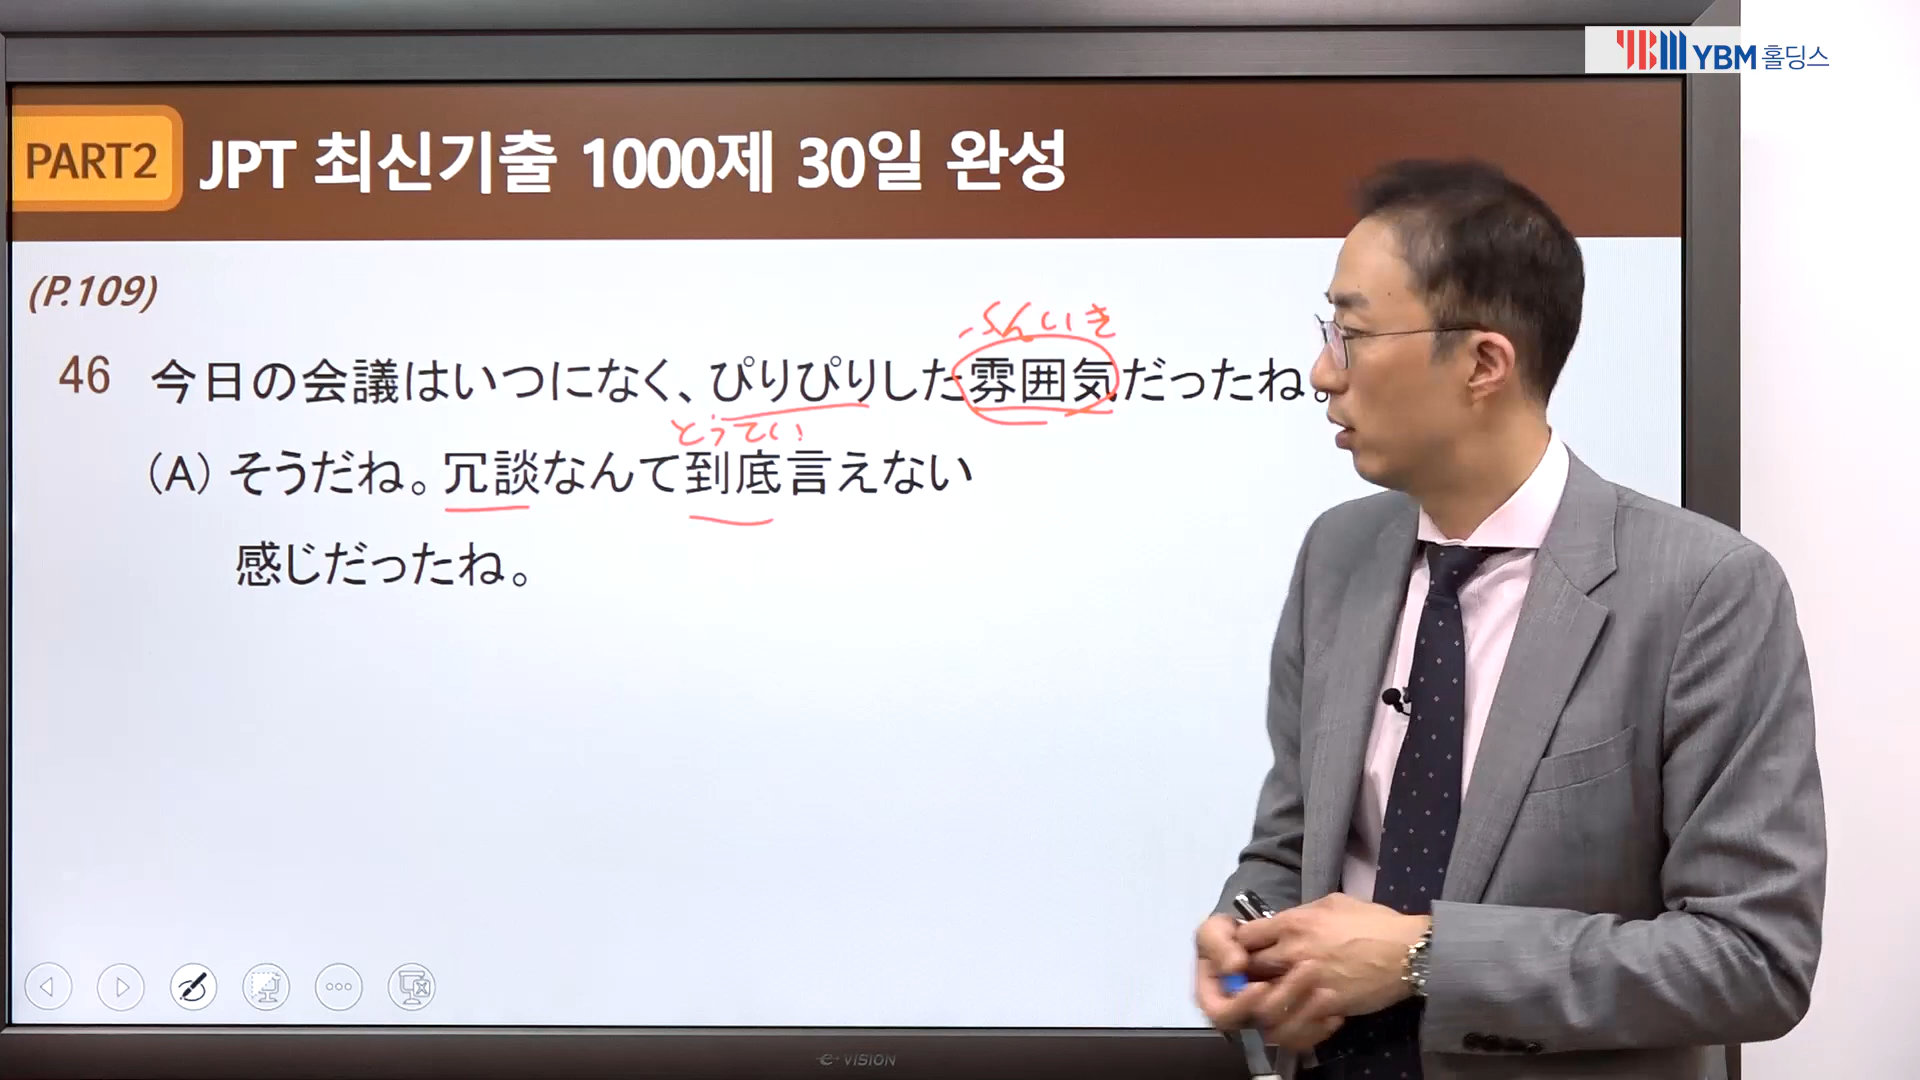 YBM YBM 홀딩스
PART2 JPT 최신기출 1000제 30일 완성
(P.109)
ふんいき
46 今日の会議はいつになく、ぴりぴりした雰囲気だったね。
とうてい
(A) そうだね。冗談なんて到底言えない
感じだったね。
e-VISION